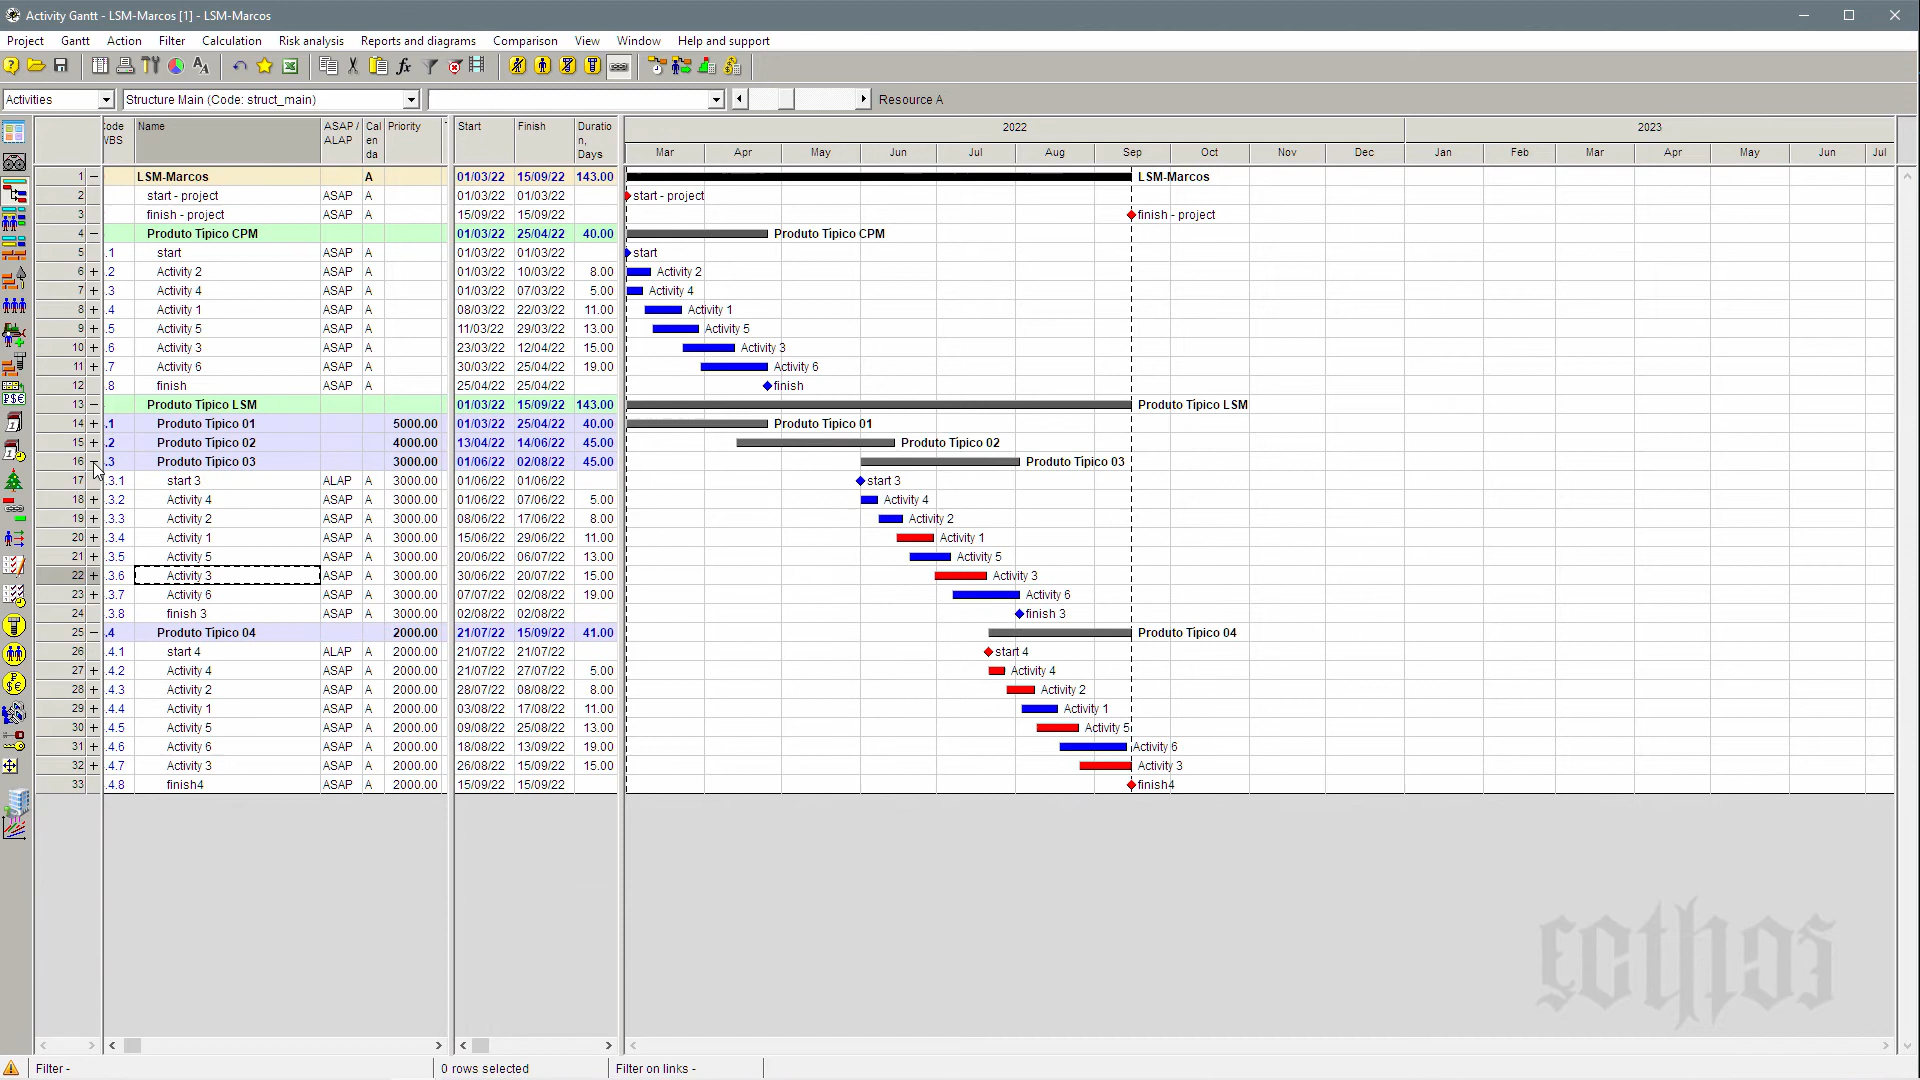 Activity Gantt - LSM-Marcos [1] - LSM-Marcos
Project Gantt Action Filter Calculation Risk analysis Reports and diagrams Comparison View Window Help and support
Activities Structure Main (Code: struct_main) Resource A
Code WBS Name ASAP / ALAP Cal en da Priority Start Finish Duratio n, Days
2022 2023
Mar Apr May Jun Jul Aug Sep Oct Nov Dec Jan Feb Mar Apr May Jun Jul
1 LSM-Marcos A 01/03/22 15/09/22 143.00 LSM-Marcos
2 start - project ASAP A 01/03/22 01/03/22 start - project
3 finish - project ASAP A 15/09/22 15/09/22 finish - project
4 Produto Típico CPM 01/03/22 25/04/22 40.00 Produto Típico CPM
5 .1 start ASAP A 01/03/22 01/03/22 start
6 + .2 Activity 2 ASAP A 01/03/22 10/03/22 8.00 Activity 2
7 + .3 Activity 4 ASAP A 01/03/22 07/03/22 5.00 Activity 4
8 + .4 Activity 1 ASAP A 08/03/22 22/03/22 11.00 Activity 1
9 + .5 Activity 5 ASAP A 11/03/22 29/03/22 13.00 Activity 5
10 + .6 Activity 3 ASAP A 23/03/22 12/04/22 15.00 Activity 3
11 + .7 Activity 6 ASAP A 30/03/22 25/04/22 19.00 Activity 6
12 .8 finish ASAP A 25/04/22 25/04/22 finish
13 Produto Típico LSM 01/03/22 15/09/22 143.00 Produto Típico LSM
14 + .1 Produto Típico 01 5000.00 01/03/22 25/04/22 40.00 Produto Típico 01
15 + .2 Produto Típico 02 4000.00 13/04/22 14/06/22 45.00 Produto Típico 02
16 .3 Produto Típico 03 3000.00 01/06/22 02/08/22 45.00 Produto Típico 03
17 .3.1 start 3 ALAP A 3000.00 01/06/22 01/06/22 start 3
18 + .3.2 Activity 4 ASAP A 3000.00 01/06/22 07/06/22 5.00 Activity 4
19 + .3.3 Activity 2 ASAP A 3000.00 08/06/22 17/06/22 8.00 Activity 2
20 + .3.4 Activity 1 ASAP A 3000.00 15/06/22 29/06/22 11.00 Activity 1
21 + .3.5 Activity 5 ASAP A 3000.00 20/06/22 06/07/22 13.00 Activity 5
22 + .3.6 Activity 3 ASAP A 3000.00 30/06/22 20/07/22 15.00 Activity 3
23 + .3.7 Activity 6 ASAP A 3000.00 07/07/22 02/08/22 19.00 Activity 6
24 .3.8 finish 3 ASAP A 3000.00 02/08/22 02/08/22 finish 3
25 .4 Produto Típico 04 2000.00 21/07/22 15/09/22 41.00 Produto Típico 04
26 .4.1 start 4 ALAP A 2000.00 21/07/22 21/07/22 start 4
27 + .4.2 Activity 4 ASAP A 2000.00 21/07/22 27/07/22 5.00 Activity 4
28 + .4.3 Activity 2 ASAP A 2000.00 28/07/22 08/08/22 8.00 Activity 2
29 + .4.4 Activity 1 ASAP A 2000.00 03/08/22 17/08/22 11.00 Activity 1
30 + .4.5 Activity 5 ASAP A 2000.00 09/08/22 25/08/22 13.00 Activity 5
31 + .4.6 Activity 6 ASAP A 2000.00 18/08/22 13/09/22 19.00 Activity 6
32 + .4.7 Activity 3 ASAP A 2000.00 26/08/22 15/09/22 15.00 Activity 3
33 .4.8 finish4 ASAP A 2000.00 15/09/22 15/09/22 finish4
Filter - 0 rows selected Filter on links -